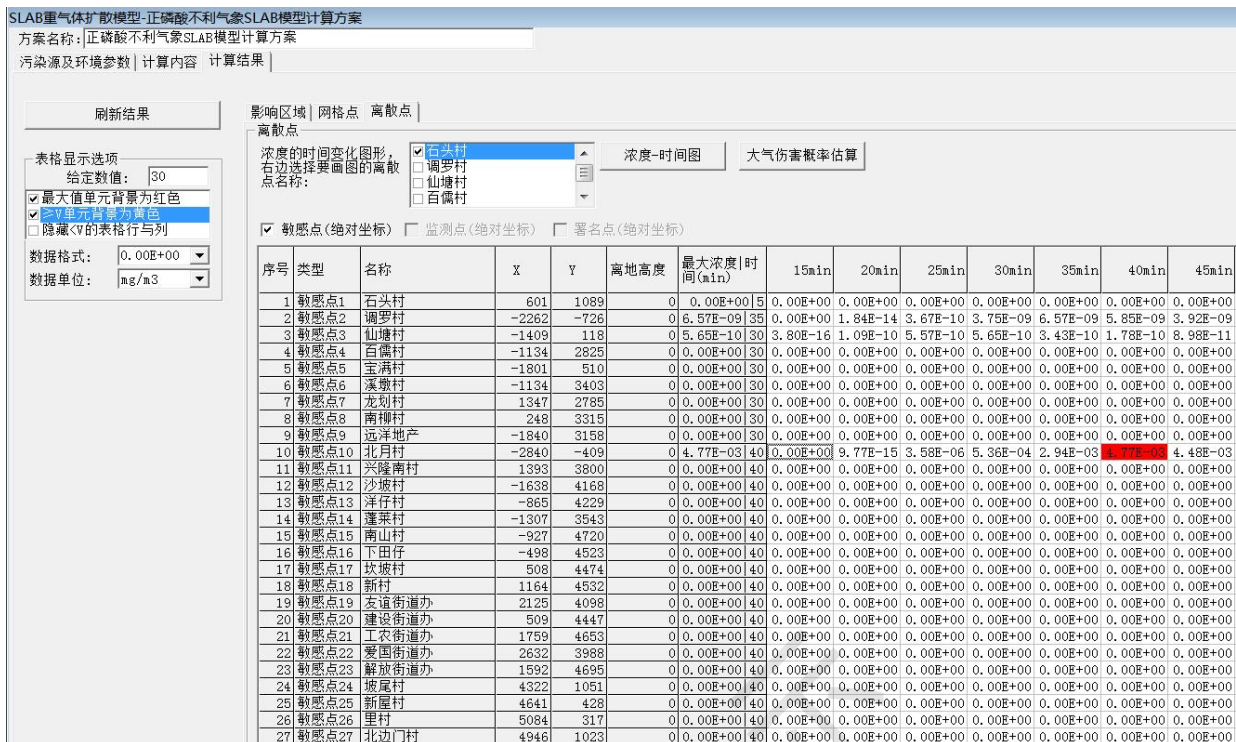 SLAB重气体扩散模型-正磷酸不利气象SLAB模型计算方案
方案名称: 正磷酸不利气象SLAB模型计算方案
污染源及环境参数 计算内容 计算结果
刷新结果
表格显示选项
给定数值: 30
最大值单元背景为红色
≥V单元背景为黄色
隐藏<V的表格行与列
数据格式: 0.00E+00
数据单位: mg/m3
影响区域 网格点 离散点
离散点
浓度的时间变化图形，右边选择要画图的离散点名称:
石头村
调罗村
仙塘村
百儒村
浓度-时间图 大气伤害概率估算
敏感点(绝对坐标) 监测点(绝对坐标) 署名点(绝对坐标)
序号 类型 名称 X Y 离地高度 最大浓度|时间(min) 15min 20min 25min 30min 35min 40min 45min
1 敏感点1 石头村 601 1089 0 0.00E+00|5 0.00E+00 0.00E+00 0.00E+00 0.00E+00 0.00E+00 0.00E+00 0.00E+00
2 敏感点2 调罗村 -2262 -726 0 6.57E-09|35 0.00E+00 1.84E-14 3.67E-10 3.75E-09 6.57E-09 5.85E-09 3.92E-09
3 敏感点3 仙塘村 -1409 118 0 5.65E-10|30 3.80E-16 1.09E-10 5.57E-10 5.65E-10 3.43E-10 1.78E-10 8.98E-11
4 敏感点4 百儒村 -1134 2825 0 0.00E+00|30 0.00E+00 0.00E+00 0.00E+00 0.00E+00 0.00E+00 0.00E+00 0.00E+00
5 敏感点5 宝满村 -1801 510 0 0.00E+00|30 0.00E+00 0.00E+00 0.00E+00 0.00E+00 0.00E+00 0.00E+00 0.00E+00
6 敏感点6 溪墩村 -1134 3403 0 0.00E+00|30 0.00E+00 0.00E+00 0.00E+00 0.00E+00 0.00E+00 0.00E+00 0.00E+00
7 敏感点7 龙划村 1347 2785 0 0.00E+00|30 0.00E+00 0.00E+00 0.00E+00 0.00E+00 0.00E+00 0.00E+00 0.00E+00
8 敏感点8 南柳村 248 3315 0 0.00E+00|30 0.00E+00 0.00E+00 0.00E+00 0.00E+00 0.00E+00 0.00E+00 0.00E+00
9 敏感点9 远洋地产 -1840 3158 0 0.00E+00|30 0.00E+00 0.00E+00 0.00E+00 0.00E+00 0.00E+00 0.00E+00 0.00E+00
10 敏感点10 北月村 -2840 -409 0 4.77E-03|40 0.00E+00 9.77E-15 3.58E-06 5.36E-04 2.94E-03 4.77E-03 4.48E-03
11 敏感点11 兴隆南村 1393 3800 0 0.00E+00|40 0.00E+00 0.00E+00 0.00E+00 0.00E+00 0.00E+00 0.00E+00 0.00E+00
12 敏感点12 沙坡村 -1638 4168 0 0.00E+00|40 0.00E+00 0.00E+00 0.00E+00 0.00E+00 0.00E+00 0.00E+00 0.00E+00
13 敏感点13 洋仔村 -865 4229 0 0.00E+00|40 0.00E+00 0.00E+00 0.00E+00 0.00E+00 0.00E+00 0.00E+00 0.00E+00
14 敏感点14 蓬莱村 -1307 3543 0 0.00E+00|40 0.00E+00 0.00E+00 0.00E+00 0.00E+00 0.00E+00 0.00E+00 0.00E+00
15 敏感点15 南山村 -927 4720 0 0.00E+00|40 0.00E+00 0.00E+00 0.00E+00 0.00E+00 0.00E+00 0.00E+00 0.00E+00
16 敏感点16 下田仔 -498 4523 0 0.00E+00|40 0.00E+00 0.00E+00 0.00E+00 0.00E+00 0.00E+00 0.00E+00 0.00E+00
17 敏感点17 坎坡村 508 4474 0 0.00E+00|40 0.00E+00 0.00E+00 0.00E+00 0.00E+00 0.00E+00 0.00E+00 0.00E+00
18 敏感点18 新村 1164 4532 0 0.00E+00|40 0.00E+00 0.00E+00 0.00E+00 0.00E+00 0.00E+00 0.00E+00 0.00E+00
19 敏感点19 友谊街道办 2125 4098 0 0.00E+00|40 0.00E+00 0.00E+00 0.00E+00 0.00E+00 0.00E+00 0.00E+00 0.00E+00
20 敏感点20 建设街道办 509 4447 0 0.00E+00|40 0.00E+00 0.00E+00 0.00E+00 0.00E+00 0.00E+00 0.00E+00 0.00E+00
21 敏感点21 工农街道办 1759 4653 0 0.00E+00|40 0.00E+00 0.00E+00 0.00E+00 0.00E+00 0.00E+00 0.00E+00 0.00E+00
22 敏感点22 爱国街道办 2632 3988 0 0.00E+00|40 0.00E+00 0.00E+00 0.00E+00 0.00E+00 0.00E+00 0.00E+00 0.00E+00
23 敏感点23 解放街道办 1592 4695 0 0.00E+00|40 0.00E+00 0.00E+00 0.00E+00 0.00E+00 0.00E+00 0.00E+00 0.00E+00
24 敏感点24 坡尾村 4322 1051 0 0.00E+00|40 0.00E+00 0.00E+00 0.00E+00 0.00E+00 0.00E+00 0.00E+00 0.00E+00
25 敏感点25 新屋村 4641 428 0 0.00E+00|40 0.00E+00 0.00E+00 0.00E+00 0.00E+00 0.00E+00 0.00E+00 0.00E+00
26 敏感点26 里村 5084 317 0 0.00E+00|40 0.00E+00 0.00E+00 0.00E+00 0.00E+00 0.00E+00 0.00E+00 0.00E+00
27 敏感点27 北边门村 4946 1023 0 0.00E+00|40 0.00E+00 0.00E+00 0.00E+00 0.00E+00 0.00E+00 0.00E+00 0.00E+00